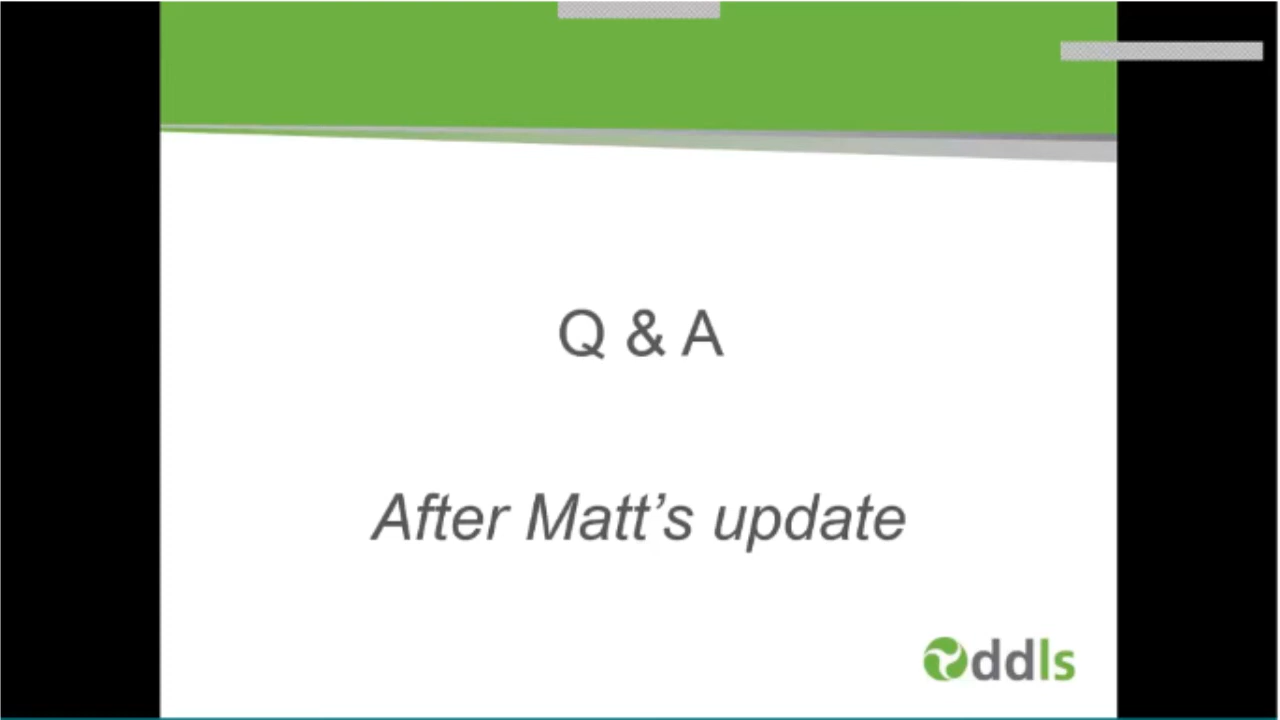 Q & A
After Matt’s update
ddls